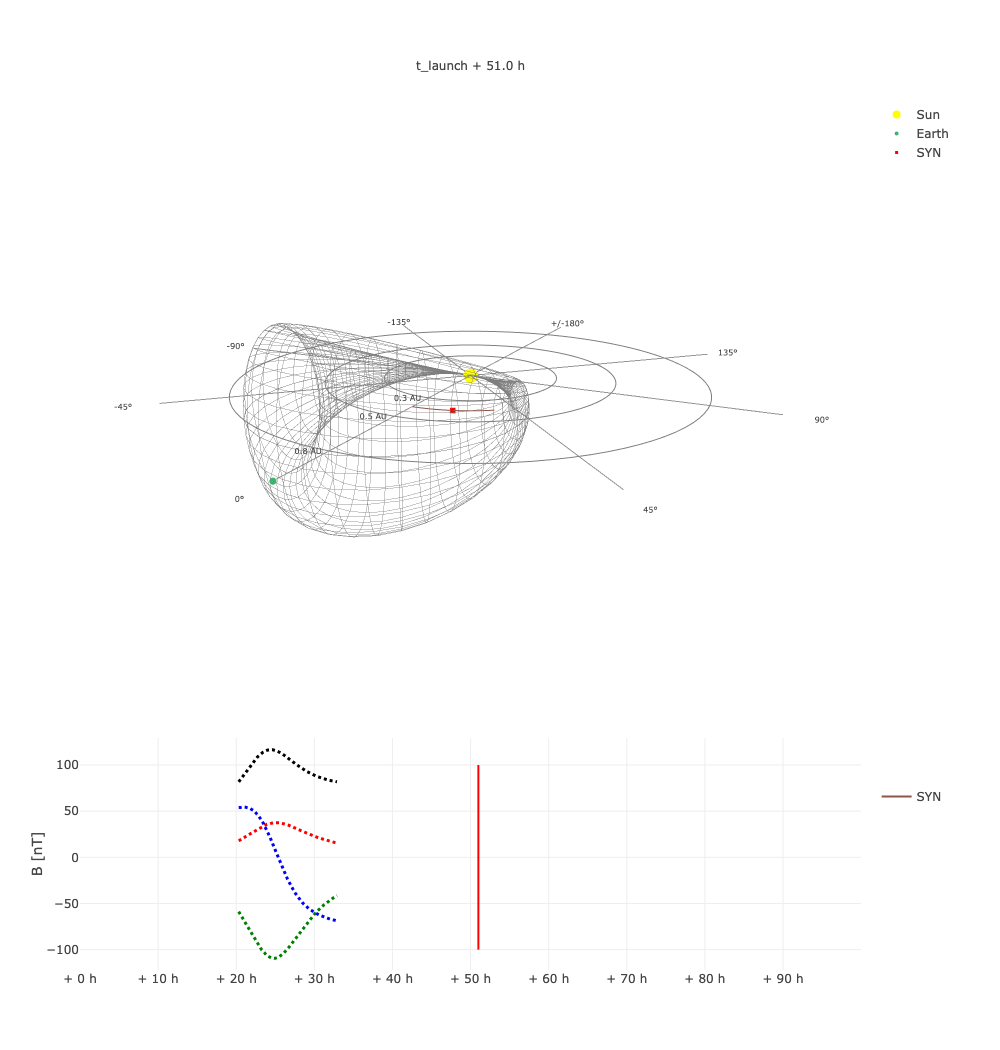 t_launch + 51.0 h
Sun
Earth
SYN
-135°
+/-180°
-90°
135°
0.3 AU
-45°
0.5 AU
90°
0.8 AU
0°
45°
100
50
0
−50
−100
B [nT]
SYN
+ 0 h
+ 10 h
+ 20 h
+ 30 h
+ 40 h
+ 50 h
+ 60 h
+ 70 h
+ 80 h
+ 90 h